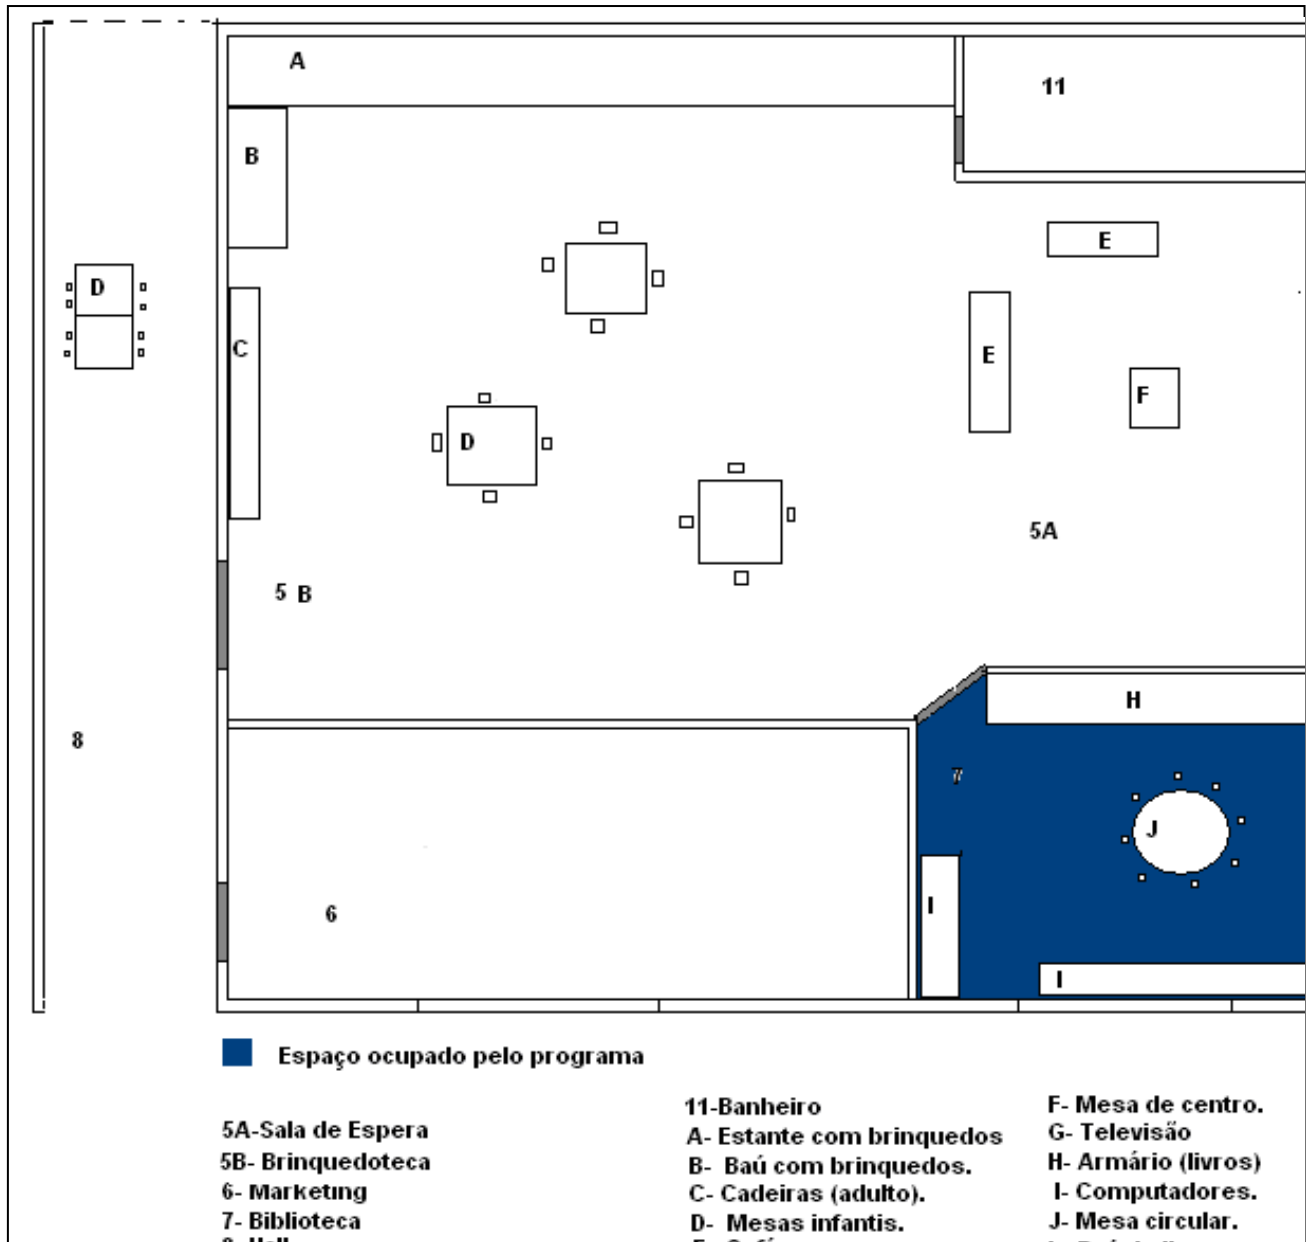 A
11
B
E
D
E
C
F
D
5A
5 B
H
8
7
J
I
6
I
Espaço ocupado pelo programa
5A-Sala de Espera
5B- Brinquedoteca
6- Marketing
7- Biblioteca
11-Banheiro
A- Estante com brinquedos
B- Baú com brinquedos.
C- Cadeiras (adulto).
D- Mesas infantis.
F- Mesa de centro.
G- Televisão
H- Armário (livros)
I- Computadores.
J- Mesa circular.